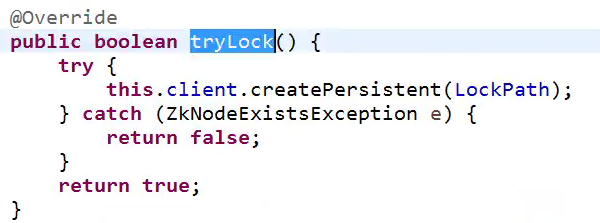 @Override
public boolean tryLock() {
try {
this.client.createPersistent(LockPath);
} catch (ZkNodeExistsException e) {
return false;
}
return true;
}